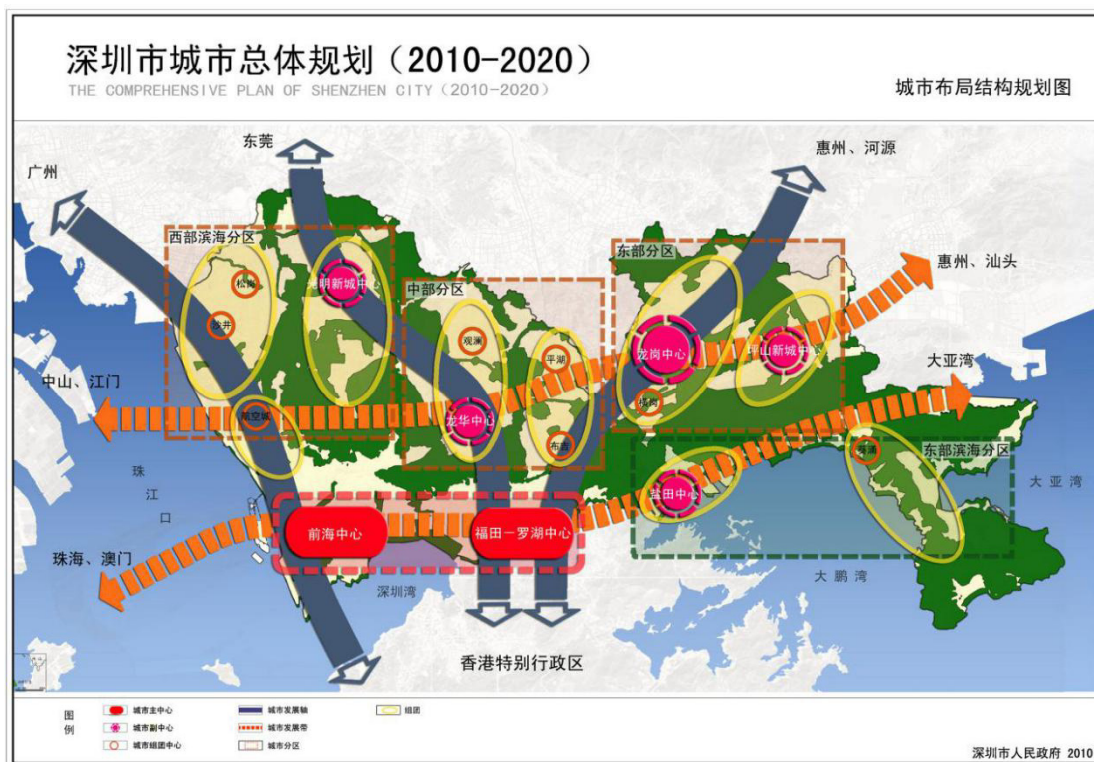 深圳市城市总体规划（2010-2020）
THE COMPREHENSIVE PLAN OF SHENZHEN CITY（2010-2020）
城市布局结构规划图
东莞
惠州、河源
广州
西部滨海分区
东部分区
惠州、汕头
松岗
光明新城中心
中部分区
沙井
观澜
平湖
龙岗中心
坪山新城中心
大亚湾
中山、江门
航空城
龙华中心
横岗
布吉
葵涌
东部滨海分区
珠江口
盐田中心
大亚湾
前海中心
福田－罗湖中心
珠海、澳门
深圳湾
大鹏湾
香港特别行政区
图例
城市主中心
城市发展轴
组团
城市副中心
城市发展带
城市组团中心
城市分区
深圳市人民政府 2010